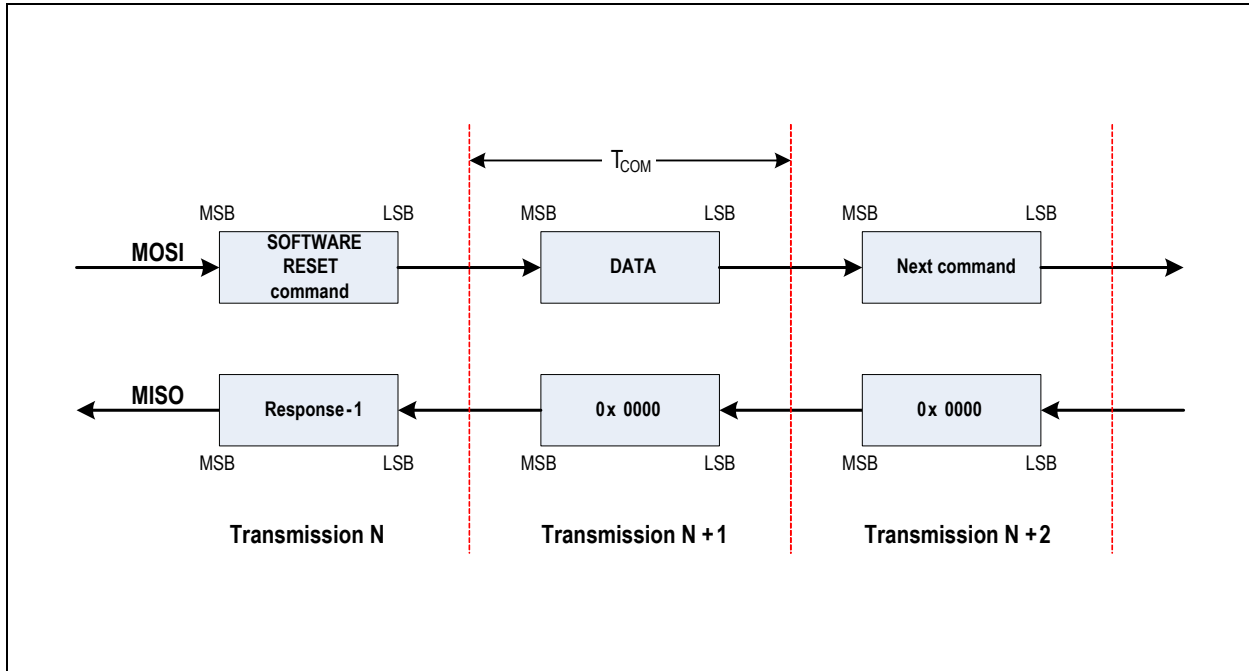 T_COM
MSB LSB MSB LSB MSB LSB
MOSI
SOFTWARE
RESET
command
DATA
Next command
MISO
Response-1
0x 0000
0x 0000
MSB LSB MSB LSB MSB LSB
Transmission N Transmission N+1 Transmission N+2